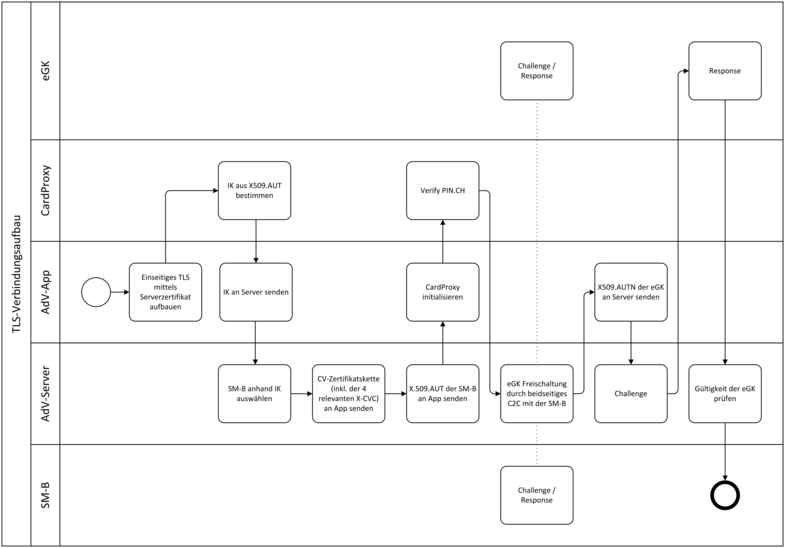 TLS-Verbindungsaufbau
eGK
Challenge /
Response
Response
CardProxy
IK aus X509.AUT
bestimmen
Verify PIN.CH
AdV-App
Einseitiges TLS
mittels
Serverzertifikat
aufbauen
IK an Server senden
CardProxy
initialisieren
X509.AUTN der eGK
an Server senden
AdV-Server
SM-B anhand IK
auswählen
CV-Zertifikatskette
(inkl. der 4
relevanten X-CVC)
an App senden
X.509.AUT der SM-B
an App senden
eGK Freischaltung
durch beidseitiges
C2C mit der SM-B
Challenge
Gültigkeit der eGK
prüfen
SM-B
Challenge /
Response